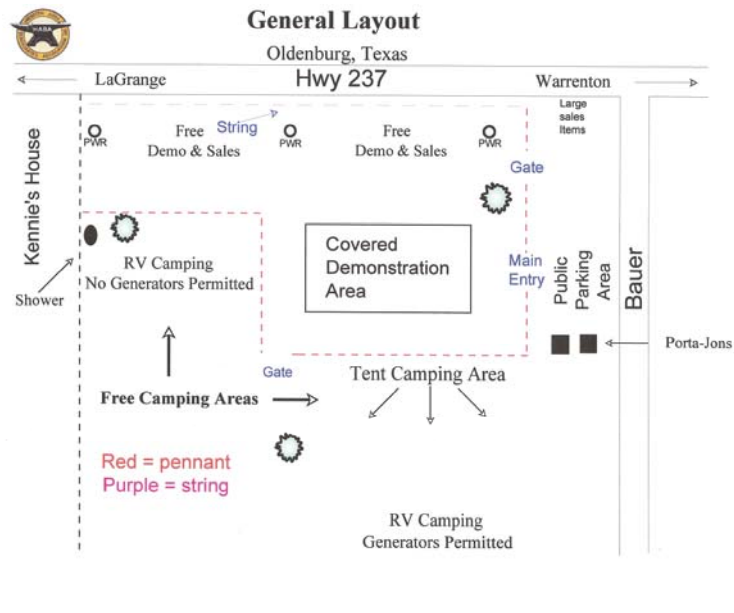 General Layout
Oldenburg, Texas
HABA
LaGrange
Hwy 237
Warrenton
Large
sales
Items
PWR
Free
Demo & Sales
String
PWR
Free
Demo & Sales
PWR
Gate
Kennie's House
Covered
Demonstration
Area
RV Camping
No Generators Permitted
Main
Entry
Public
Parking
Area
Bauer
Shower
Porta-Jons
Gate
Tent Camping Area
Free Camping Areas
Red = pennant
Purple = string
RV Camping
Generators Permitted